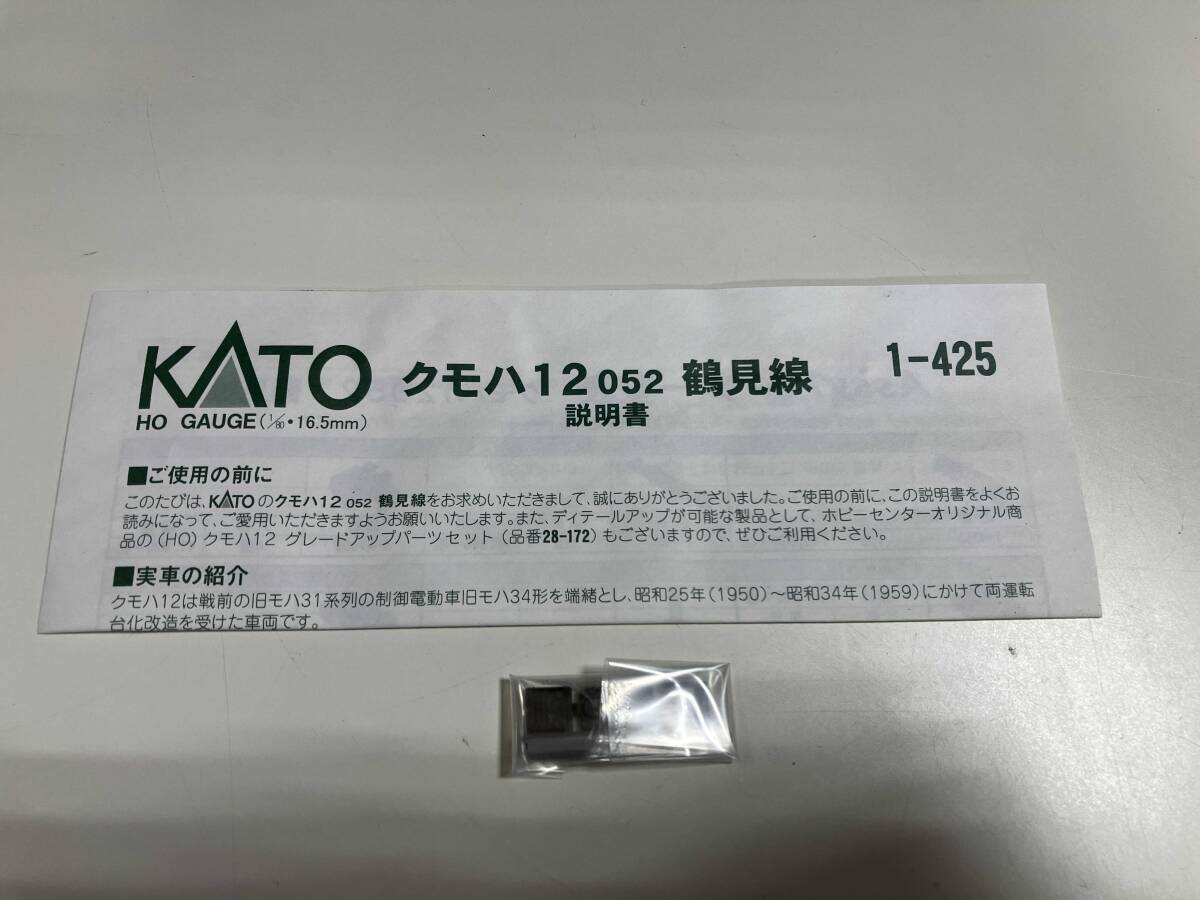 KATO
クモハ12 052 鶴見線
1-425
HO GAUGE(1/80・16.5mm)
説明書
■ご使用の前に
このたびは、KATOのクモハ12 052 鶴見線をお求めいただきまして、誠にありがとうございました。ご使用の前に、この説明書をよくお
読みになって、ご愛用いただきますようお願いいたします。また、ディテールアップが可能な製品として、ホビーセンターオリジナル商
品の(HO)クモハ12 グレードアップパーツセット(品番28-172)もございますので、ぜひご利用ください。
■実車の紹介
クモハ12は戦前の旧モハ31系列の制御電動車旧モハ34形を端緒とし、昭和25年(1950)～昭和34年(1959)にかけて両運転
台化改造を受けた車両です。